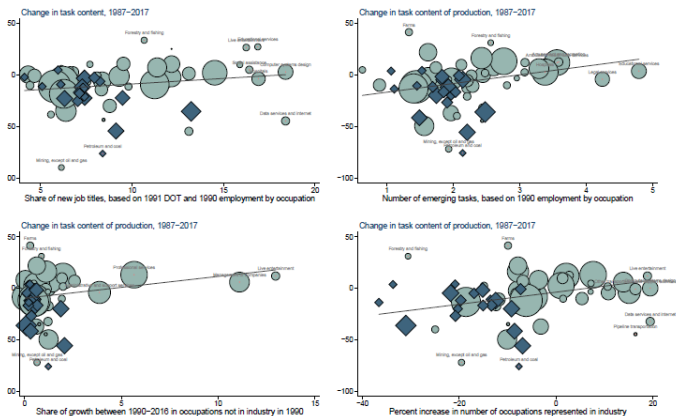 Change in task content, 1987-2017
50
0
-50
00
Forestry and fishing
Live entertainment
Computer systems design
Data services and internet
Petroleum and coal
Mining, except oil and gas
5
10
15
20
Share of new job titles, based on 1991 DOT and 1990 employment by occupation
Change in task content of production, 1987-2017
50
0
-50
-100
Farms
Forestry and fishing
Educational services
Legal services
Mining, except oil and gas
Petroleum and coal
1
2
3
4
5
Number of emerging tasks, based on 1990 employment by occupation
Change in task content of production, 1987-2017
50
0
-50
00
Farms
Forestry and fishing
Live entertainment
Mining, except oil and gas
Petroleum and coal
0
5
10
15
Share of growth between 1990-2016 in occupations not in industry in 1990
Change in task content of production, 1987-2017
50
0
-50
-100
Farms
Forestry and fishing
Live entertainment
Data services and internet
Pipeline transportation
Mining, except oil and gas
Petroleum and coal
-40
-20
0
20
Percent increase in number of occupations represented in industry